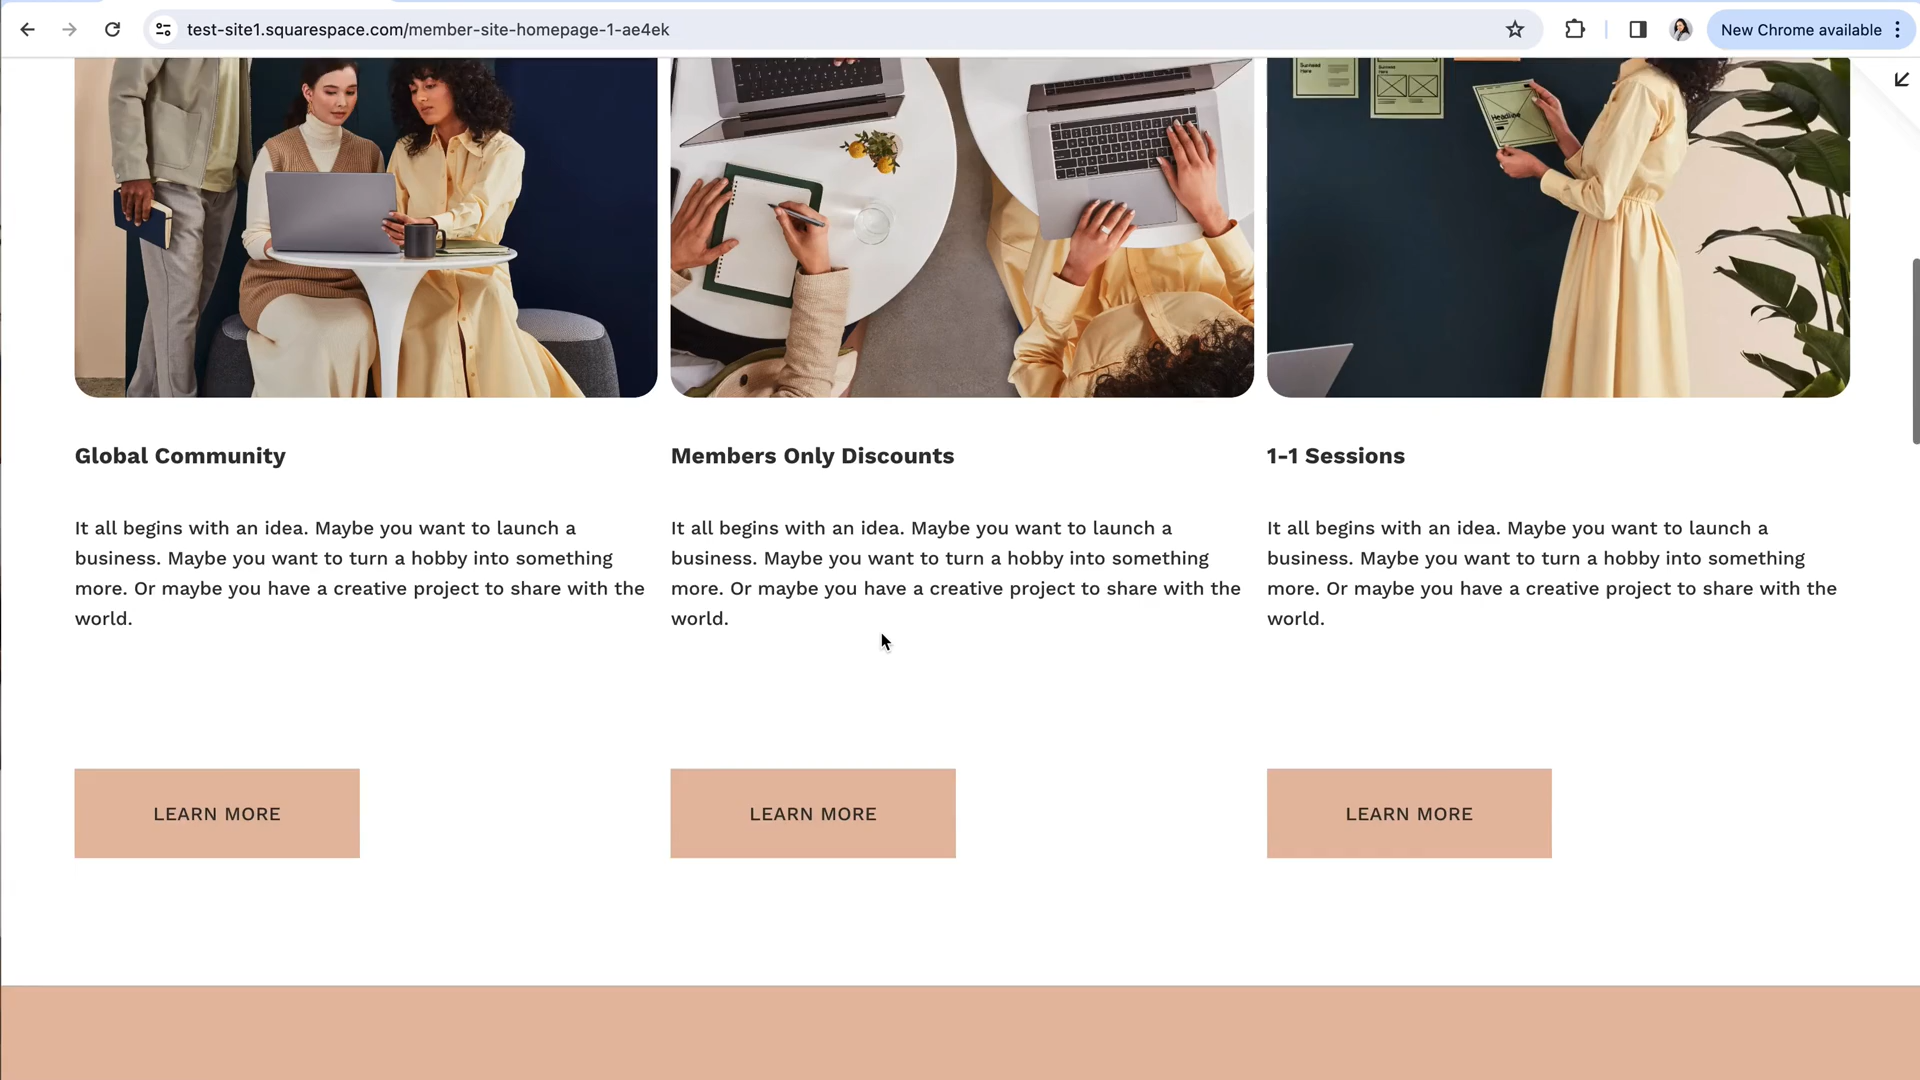 test-site1.squarespace.com/member-site-homepage-1-ae4ek
New Chrome available
Headline
Global Community
Members Only Discounts
1-1 Sessions
It all begins with an idea. Maybe you want to launch a
business. Maybe you want to turn a hobby into something
more. Or maybe you have a creative project to share with the
world.
It all begins with an idea. Maybe you want to launch a
business. Maybe you want to turn a hobby into something
more. Or maybe you have a creative project to share with the
world.
It all begins with an idea. Maybe you want to launch a
business. Maybe you want to turn a hobby into something
more. Or maybe you have a creative project to share with the
world.
LEARN MORE
LEARN MORE
LEARN MORE